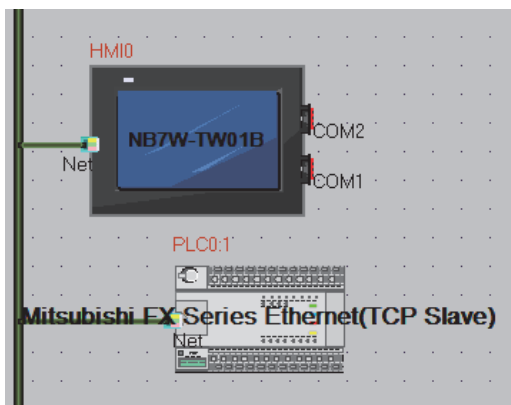 HMI0
NB7W-TW01B
COM2
Net
COM1
PLC0:1
Mitsubishi FX Series Ethernet(TCP Slave)
Net